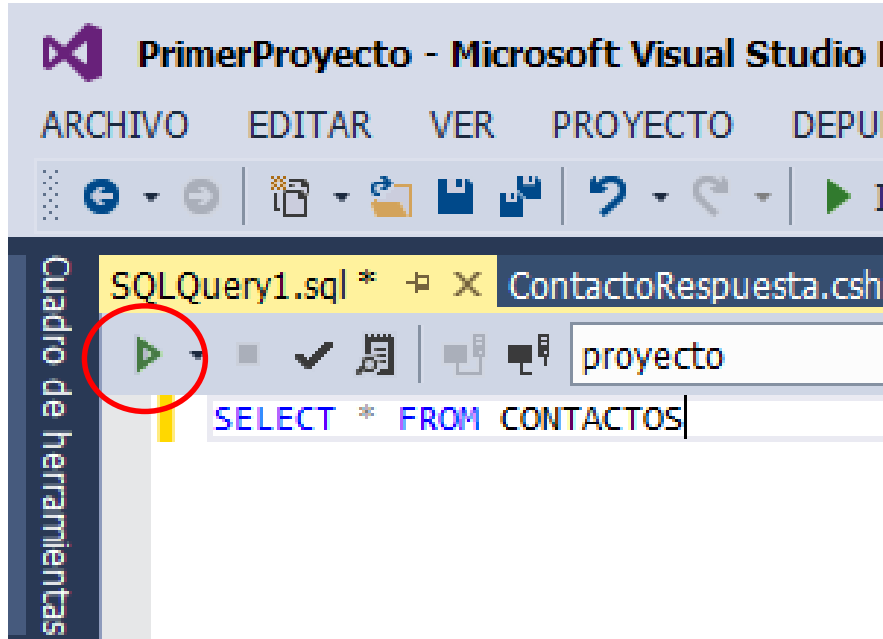 PrimerProyecto - Microsoft Visual Studio
ARCHIVO EDITAR VER PROYECTO DEPU
SQLQuery1.sql * ContactoRespuesta.csh
proyecto
SELECT * FROM CONTACTOS
Cuadro de herramientas